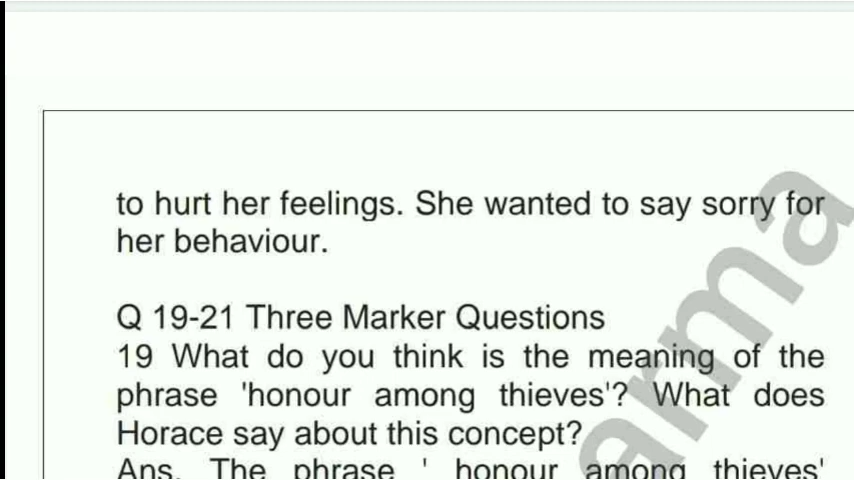 to hurt her feelings. She wanted to say sorry for
her behaviour.
Q 19-21 Three Marker Questions
19 What do you think is the meaning of the
phrase 'honour among thieves'? What does
Horace say about this concept?
Ans. The phrase ' honour among thieves'
arma